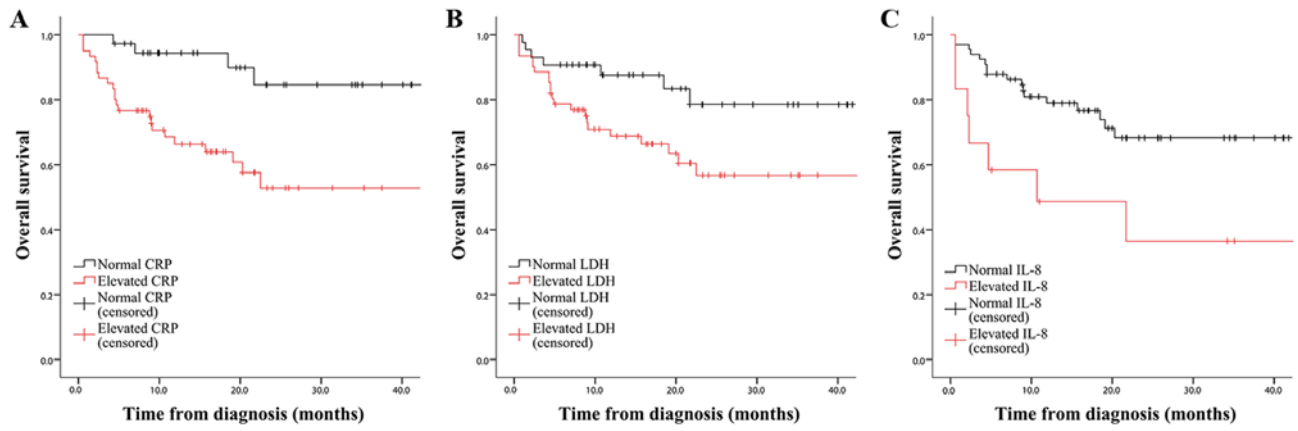 A
1.0
0.8
0.6
0.4
0.2
0.0
Overall survival
Normal CRP
Elevated CRP
Normal CRP
(censored)
Elevated CRP
(censored)
0.0 10.0 20.0 30.0 40.0
Time from diagnosis (months)
B
1.0
0.8
0.6
0.4
0.2
0.0
Overall survival
Normal LDH
Elevated LDH
Normal LDH
(censored)
Elevated LDH
(censored)
0.0 10.0 20.0 30.0 40.0
Time from diagnosis (months)
C
1.0
0.8
0.6
0.4
0.2
0.0
Overall survival
Normal IL-8
Elevated IL-8
Normal IL-8
(censored)
Elevated IL-8
(censored)
0.0 10.0 20.0 30.0 40.0
Time from diagnosis (months)